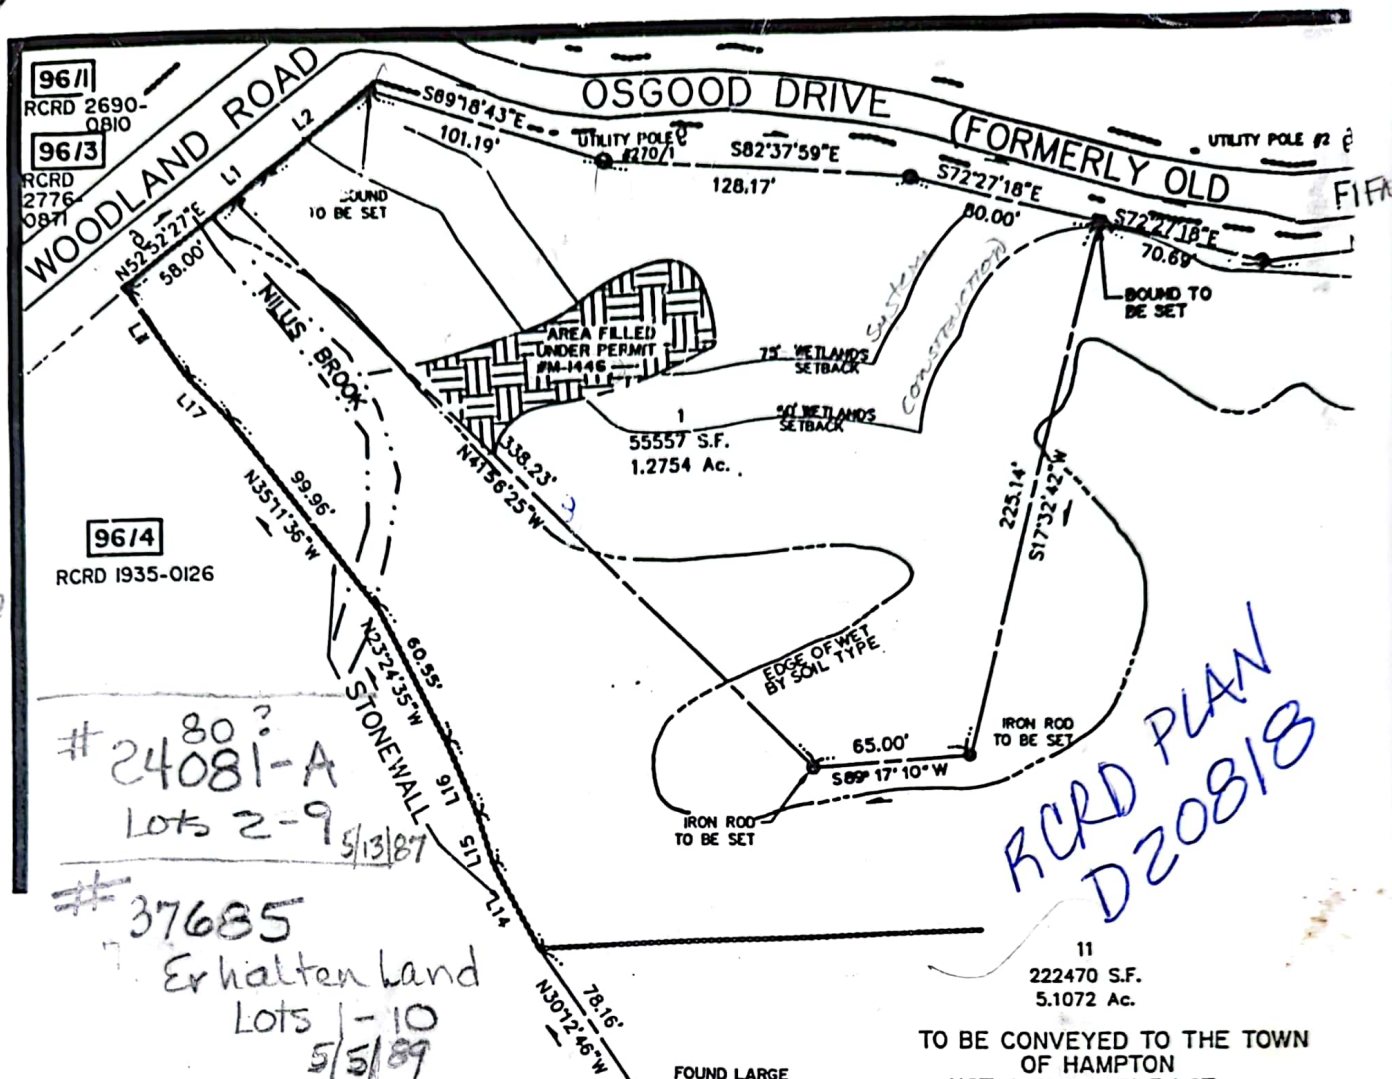 96/1
RCRD 2690-
0810
96/3
RCRD
2776-
0871
WOODLAND ROAD
L2
L1
N52°52'27"E
58.00'
OSGOOD DRIVE
(FORMERLY OLD
S69°18'43"E
101.19'
UTILITY POLE
#270/1
S82°37'59"E
128.17'
S72°27'18"E
80.00'
S72°27'18"E
70.69'
UTILITY POLE #2
BOUND
TO BE SET
BOUND TO
BE SET
System
Construction
NILUS BROOK
AREA FILLED
UNDER PERMIT
#M-1446
75' WETLANDS
SETBACK
50' WETLANDS
SETBACK
1
55557 S.F.
1.2754 Ac.
338.23'
N41°56'25"W
225.14'
S17°32'42"W
L17
99.96'
N35°11'36"W
96/4
RCRD 1935-0126
60.55'
N23°24'35"W
STONEWALL
L16
L15
L14
EDGE OF WET
BY SOIL TYPE
65.00'
S89° 17' 10" W
IRON ROD
TO BE SET
IRON ROD
TO BE SET
RCRD PLAN
D20818
80 ?
# 24081-A
Lots 2-9
5/13/87
# 37685
Erhalten Land
Lots 1-10
5/5/89
78.16'
N30°12'46"W
11
222470 S.F.
5.1072 Ac.
TO BE CONVEYED TO THE TOWN
OF HAMPTON
FOUND LARGE